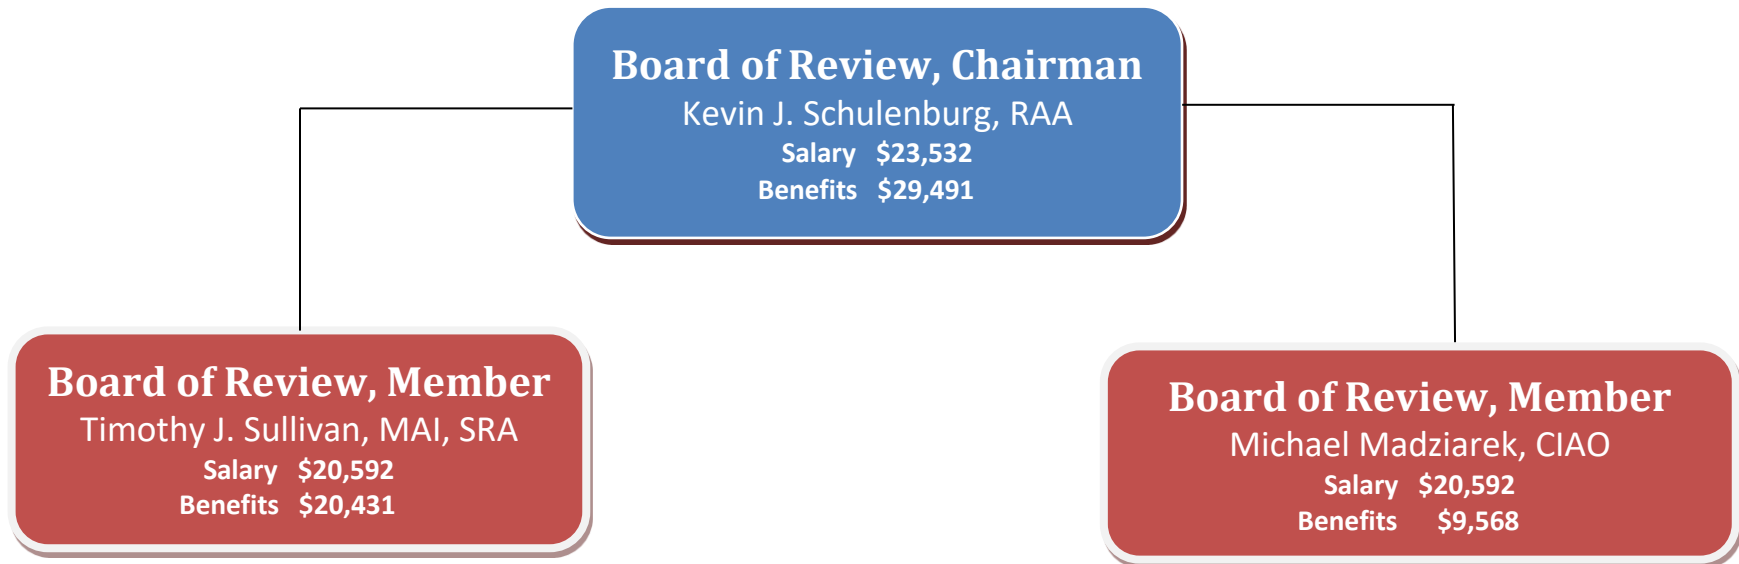 Board of Review, Chairman
Kevin J. Schulenburg, RAA
Salary $23,532
Benefits $29,491
Board of Review, Member
Timothy J. Sullivan, MAI, SRA
Salary $20,592
Benefits $20,431
Board of Review, Member
Michael Madziarek, CIAO
Salary $20,592
Benefits $9,568